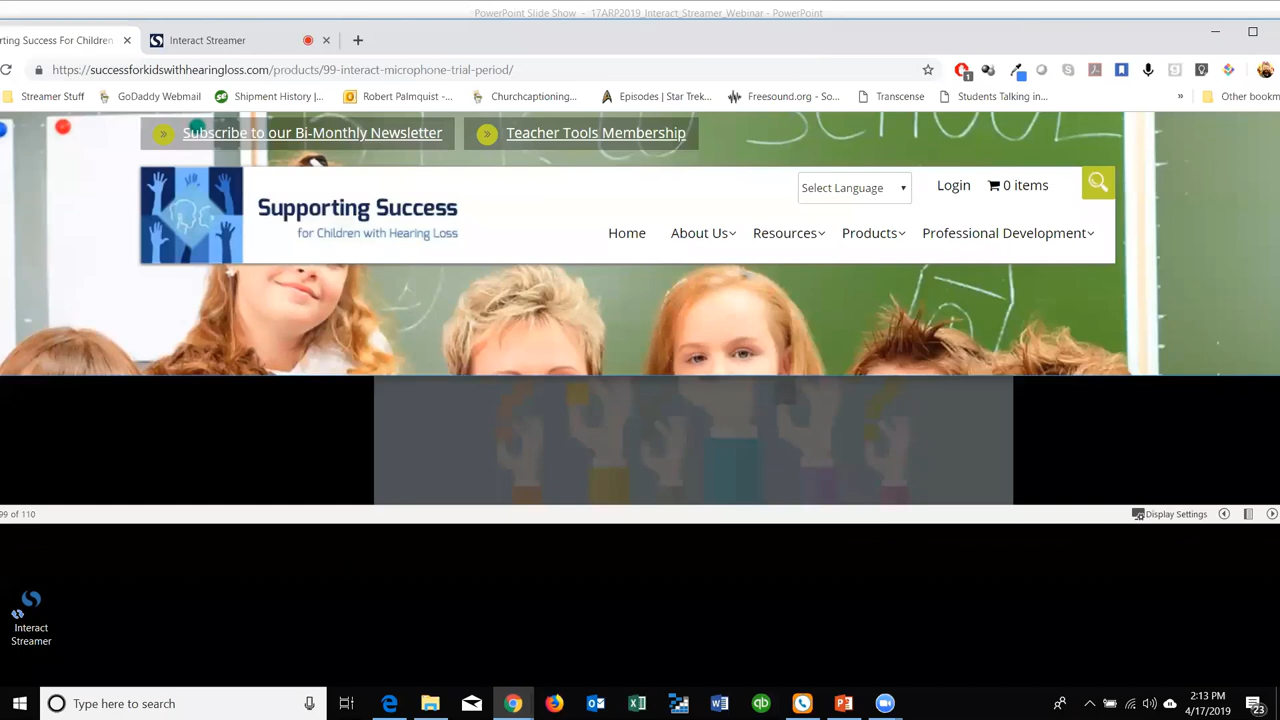 PowerPoint Slide Show - 17ARP2019_Interact_Streamer_Webinar - PowerPoint
rting Success For Children
Interact Streamer
https://successforkidswithhearingloss.com/products/99-interact-microphone-trial-period/
1
Streamer Stuff
GoDaddy Webmail
Shipment History |...
Robert Palmquist -...
Churchcaptioning...
Episodes | Star Trek...
Freesound.org - So...
Transcense
Students Talking in...
»
Other bookm
Subscribe to our Bi-Monthly Newsletter
Teacher Tools Membership
SCHOOL
Select Language
Login
0 items
Supporting Success
for Children with Hearing Loss
Home
About Us
Resources
Products
Professional Development
99 of 110
Display Settings
Interact
Streamer
Type here to search
2:13 PM
4/17/2019
23